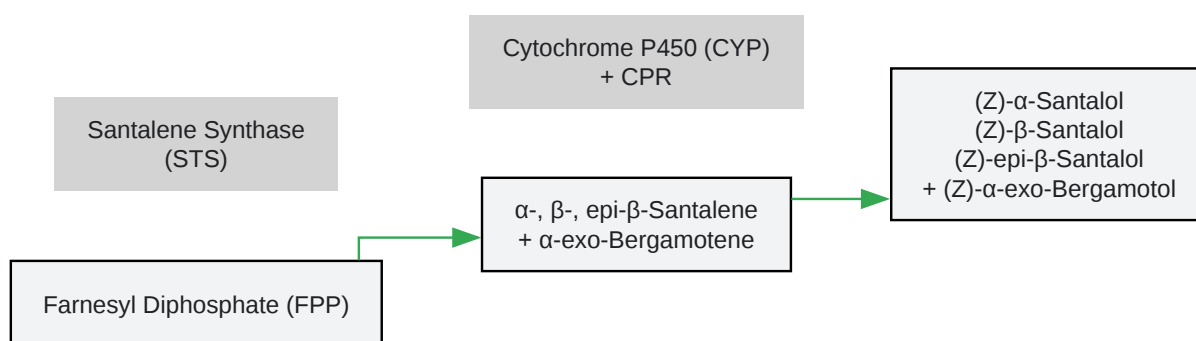 Cytochrome P450 (CYP)
+ CPR
Santalene Synthase
(STS)
(Z)-α-Santalol
(Z)-β-Santalol
(Z)-epi-β-Santalol
+ (Z)-α-exo-Bergamotol
α-, β-, epi-β-Santalene
+ α-exo-Bergamotene
Farnesyl Diphosphate (FPP)